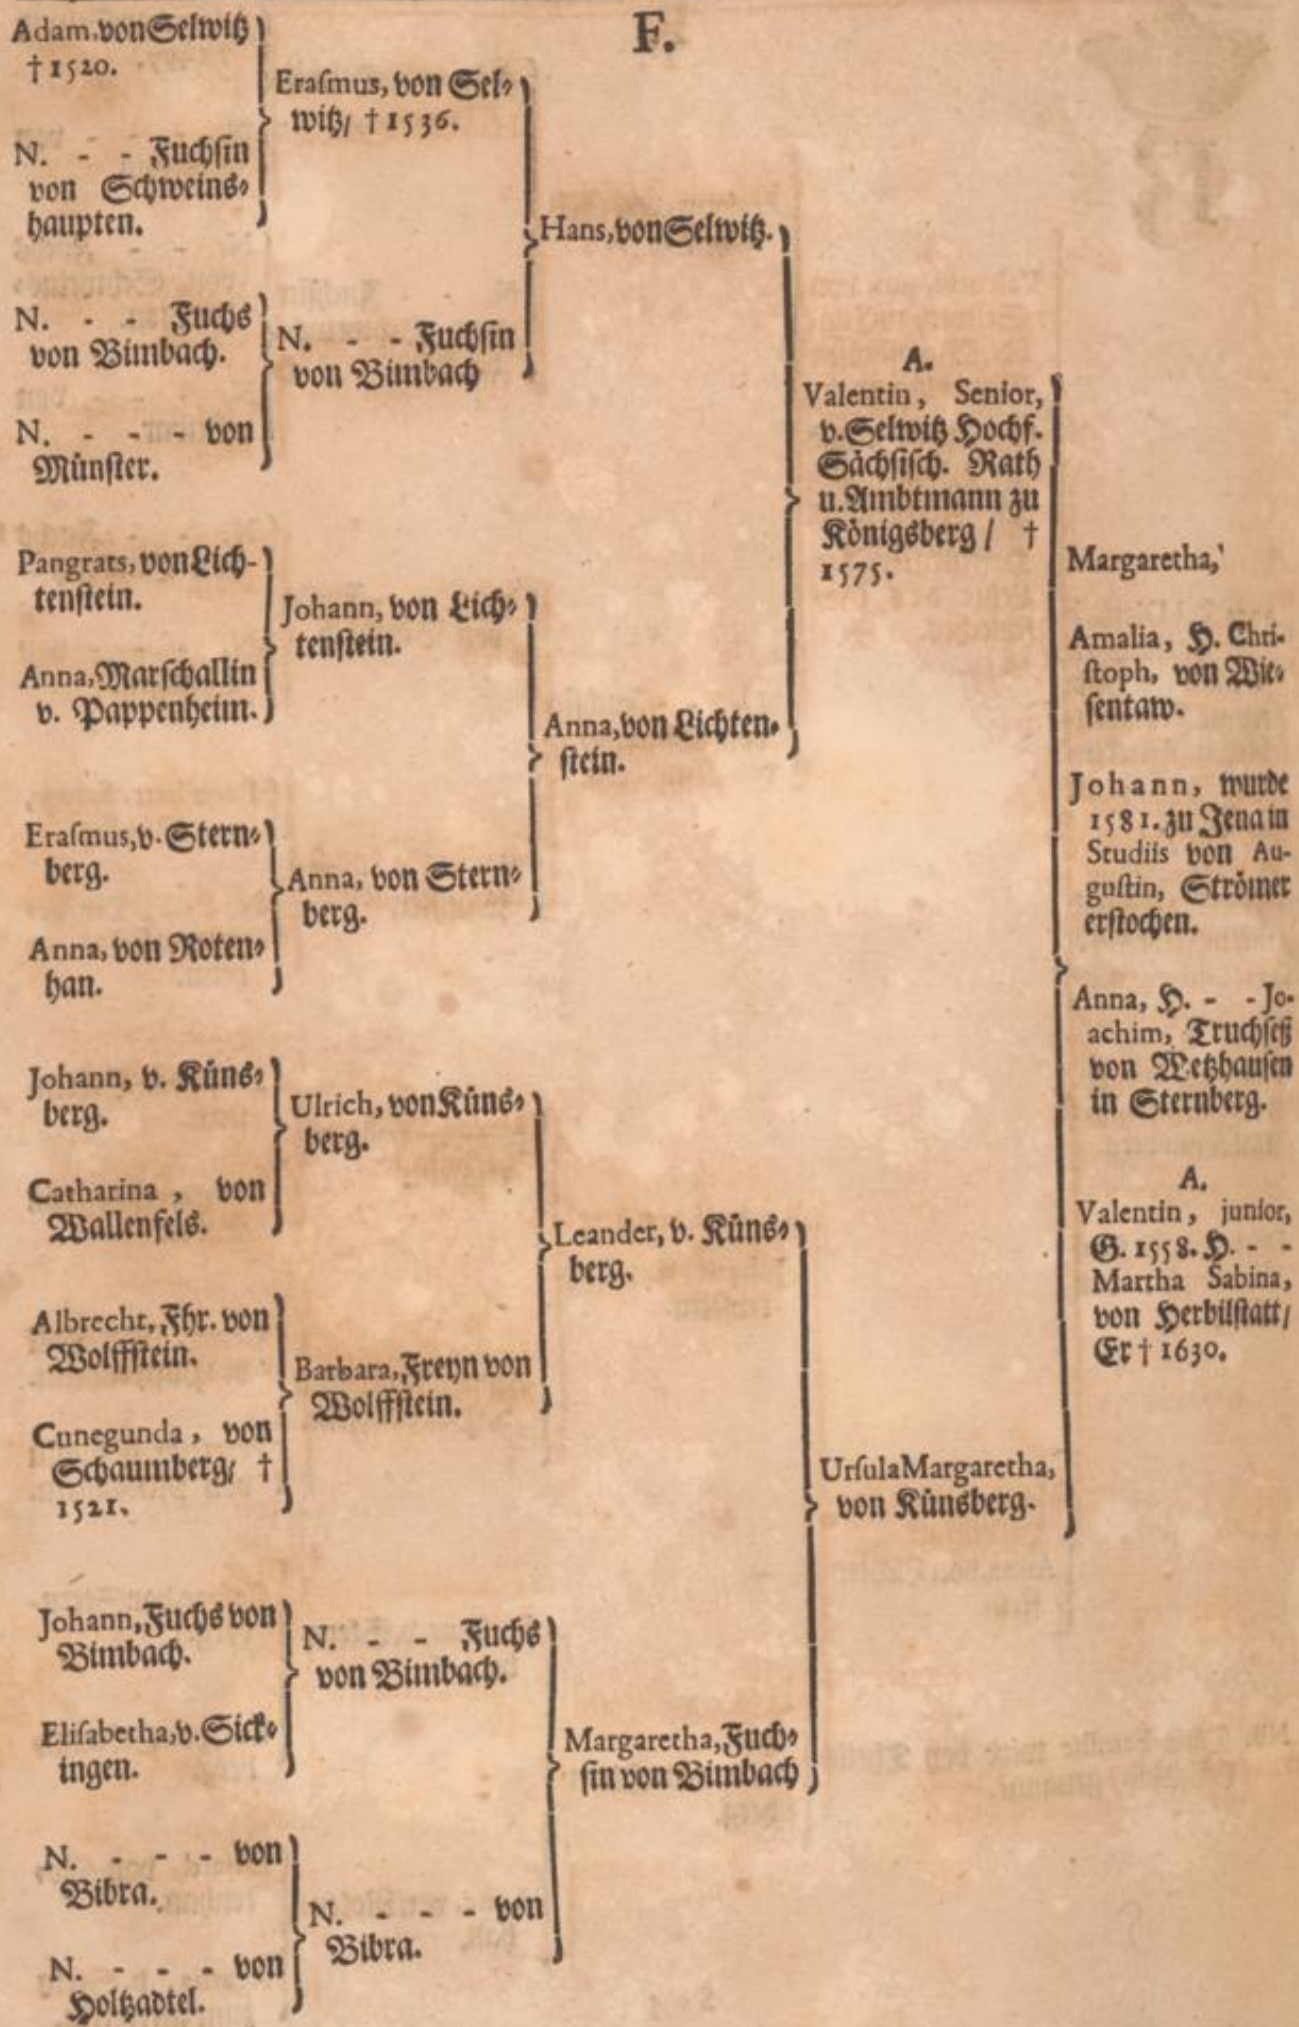 F.
Adam, von Selwitz
† 1520.
N. - - Fuchsin
von Schweins-
haupten.
N. - - Fuchs
von Bimbach.
N. - - - von
Münster.
Pangrats, von Lich-
tenstein.
Anna, Marschallin
v. Pappenheim.
Erasmus, v. Stern-
berg.
Anna, von Roten-
han.
Johann, v. Küns-
berg.
Catharina, von
Wallenfels.
Albrecht, Fhr. von
Wolffstein.
Cunegunda, von
Schaumberg/ †
1521.
Johann, Fuchs von
Bimbach.
Elisabetha, v. Sick-
ingen.
N. - - - von
Bibra.
N. - - - von
Holtzadtel.
Erasmus, von Sel-
witz/ † 1536.
N. - - Fuchsin
von Bimbach
Johann, von Lich-
tenstein.
Anna, von Stern-
berg.
Ulrich, von Küns-
berg.
Barbara, Freyn von
Wolffstein.
N. - - Fuchs
von Bimbach.
N. - - - von
Bibra.
Hans, von Selwitz.
Anna, von Lichten-
stein.
Leander, v. Küns-
berg.
Margaretha, Fuch-
sin von Bimbach
A.
Valentin, Senior,
v. Selwitz Hochf.
Sächsisch. Rath
u. Ambtmann zu
Königsberg / †
1575.
Ursula Margaretha,
von Künsberg.
Margaretha,
Amalia, H. Chri-
stoph, von Wie-
sentaw.
Johann, wurde
1581. zu Jena in
Studiis von Au-
gustin, Strömer
erstochen.
Anna, H. - - Jo-
achim, Truchseß
von Wetzhausen
in Sternberg.
A.
Valentin, junior,
G. 1558. H. - -
Martha Sabina,
von Herbilstatt/
Er † 1630.